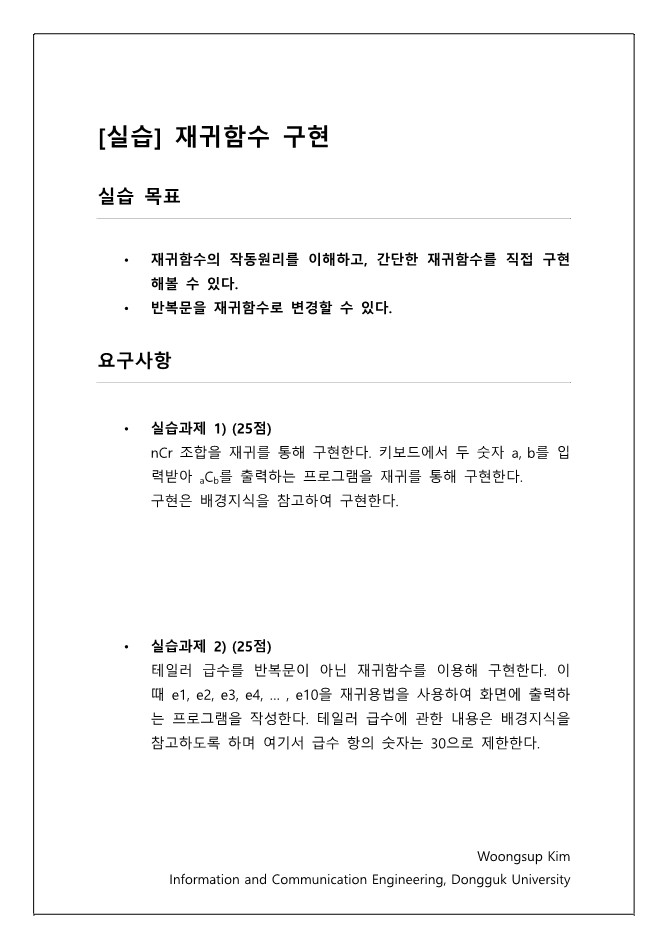 [실습] 재귀함수 구현
실습 목표
• 재귀함수의 작동원리를 이해하고, 간단한 재귀함수를 직접 구현
해볼 수 있다.
• 반복문을 재귀함수로 변경할 수 있다.
요구사항
• 실습과제 1) (25점)
nCr 조합을 재귀를 통해 구현한다. 키보드에서 두 숫자 a, b를 입
력받아 aCb를 출력하는 프로그램을 재귀를 통해 구현한다.
구현은 배경지식을 참고하여 구현한다.
• 실습과제 2) (25점)
테일러 급수를 반복문이 아닌 재귀함수를 이용해 구현한다. 이
때 e1, e2, e3, e4, ... , e10을 재귀용법을 사용하여 화면에 출력하
는 프로그램을 작성한다. 테일러 급수에 관한 내용은 배경지식을
참고하도록 하며 여기서 급수 항의 숫자는 30으로 제한한다.
Woongsup Kim
Information and Communication Engineering, Dongguk University